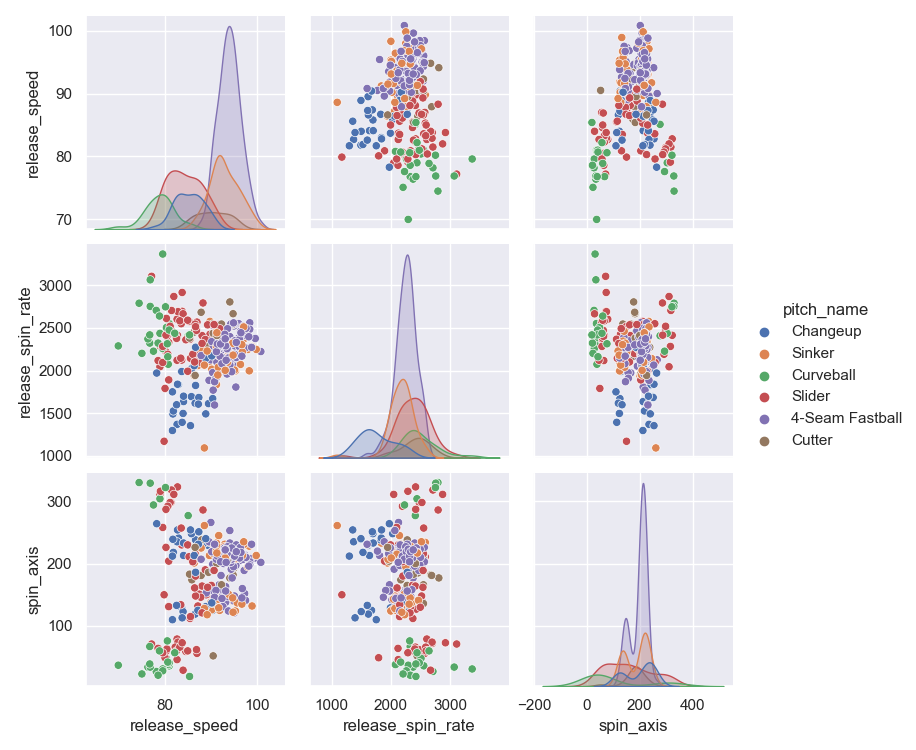 100
90
80
70
release_speed
3000
2500
2000
1500
1000
release_spin_rate
300
200
100
spin_axis
80 100
release_speed
1000 2000 3000
release_spin_rate
−200 0 200 400
spin_axis
pitch_name
Changeup
Sinker
Curveball
Slider
4-Seam Fastball
Cutter